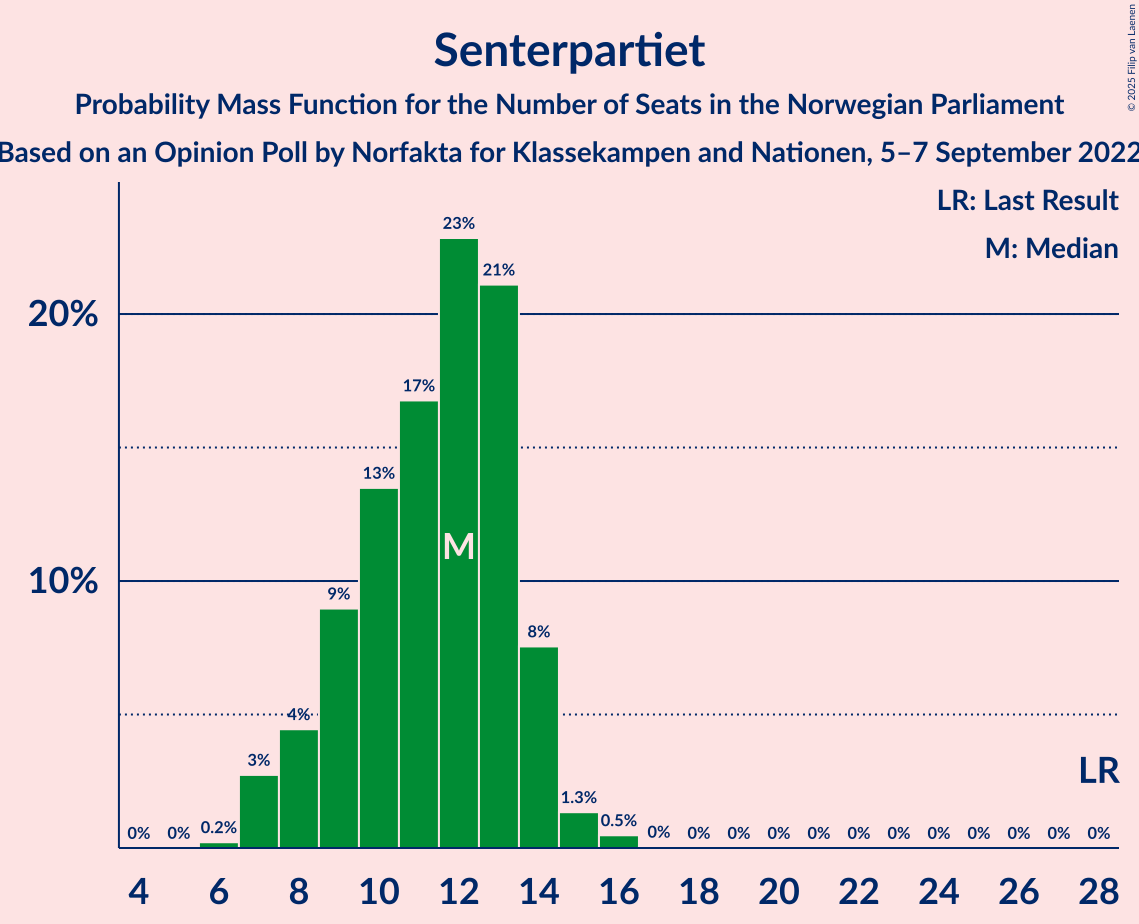 Senterpartiet
Probability Mass Function for the Number of Seats in the Norwegian Parliament
Based on an Opinion Poll by Norfakta for Klassekampen and Nationen, 5–7 September 2022
© 2025 Filip van Laenen
LR: Last Result
M: Median
23%
21%
20%
17%
13%
M
10%
9%
8%
4%
3%
LR
1.3%
0.5%
0.2%
0% 0% 0% 0% 0% 0% 0% 0% 0% 0% 0% 0% 0% 0%
4 6 8 10 12 14 16 18 20 22 24 26 28